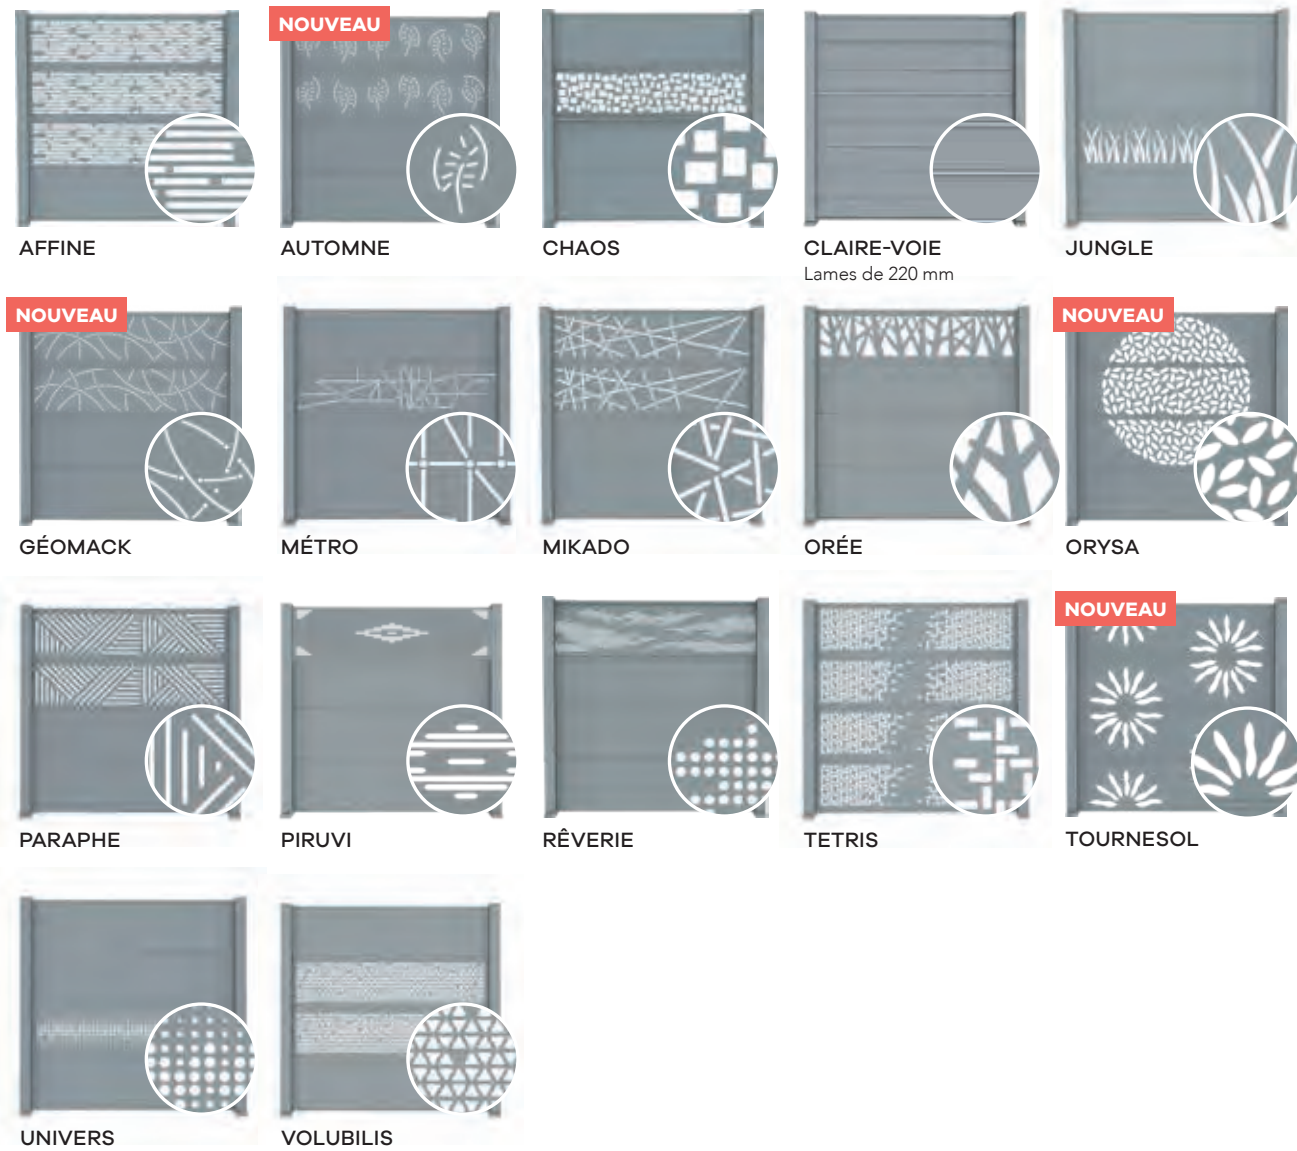 NOUVEAU
AFFINE
AUTOMNE
CHAOS
CLAIRE-VOIE
Lames de 220 mm
JUNGLE
NOUVEAU
NOUVEAU
GÉOMACK
MÉTRO
MIKADO
ORÉE
ORYSA
NOUVEAU
PARAPHE
PIRUVI
RÊVERIE
TETRIS
TOURNESOL
UNIVERS
VOLUBILIS